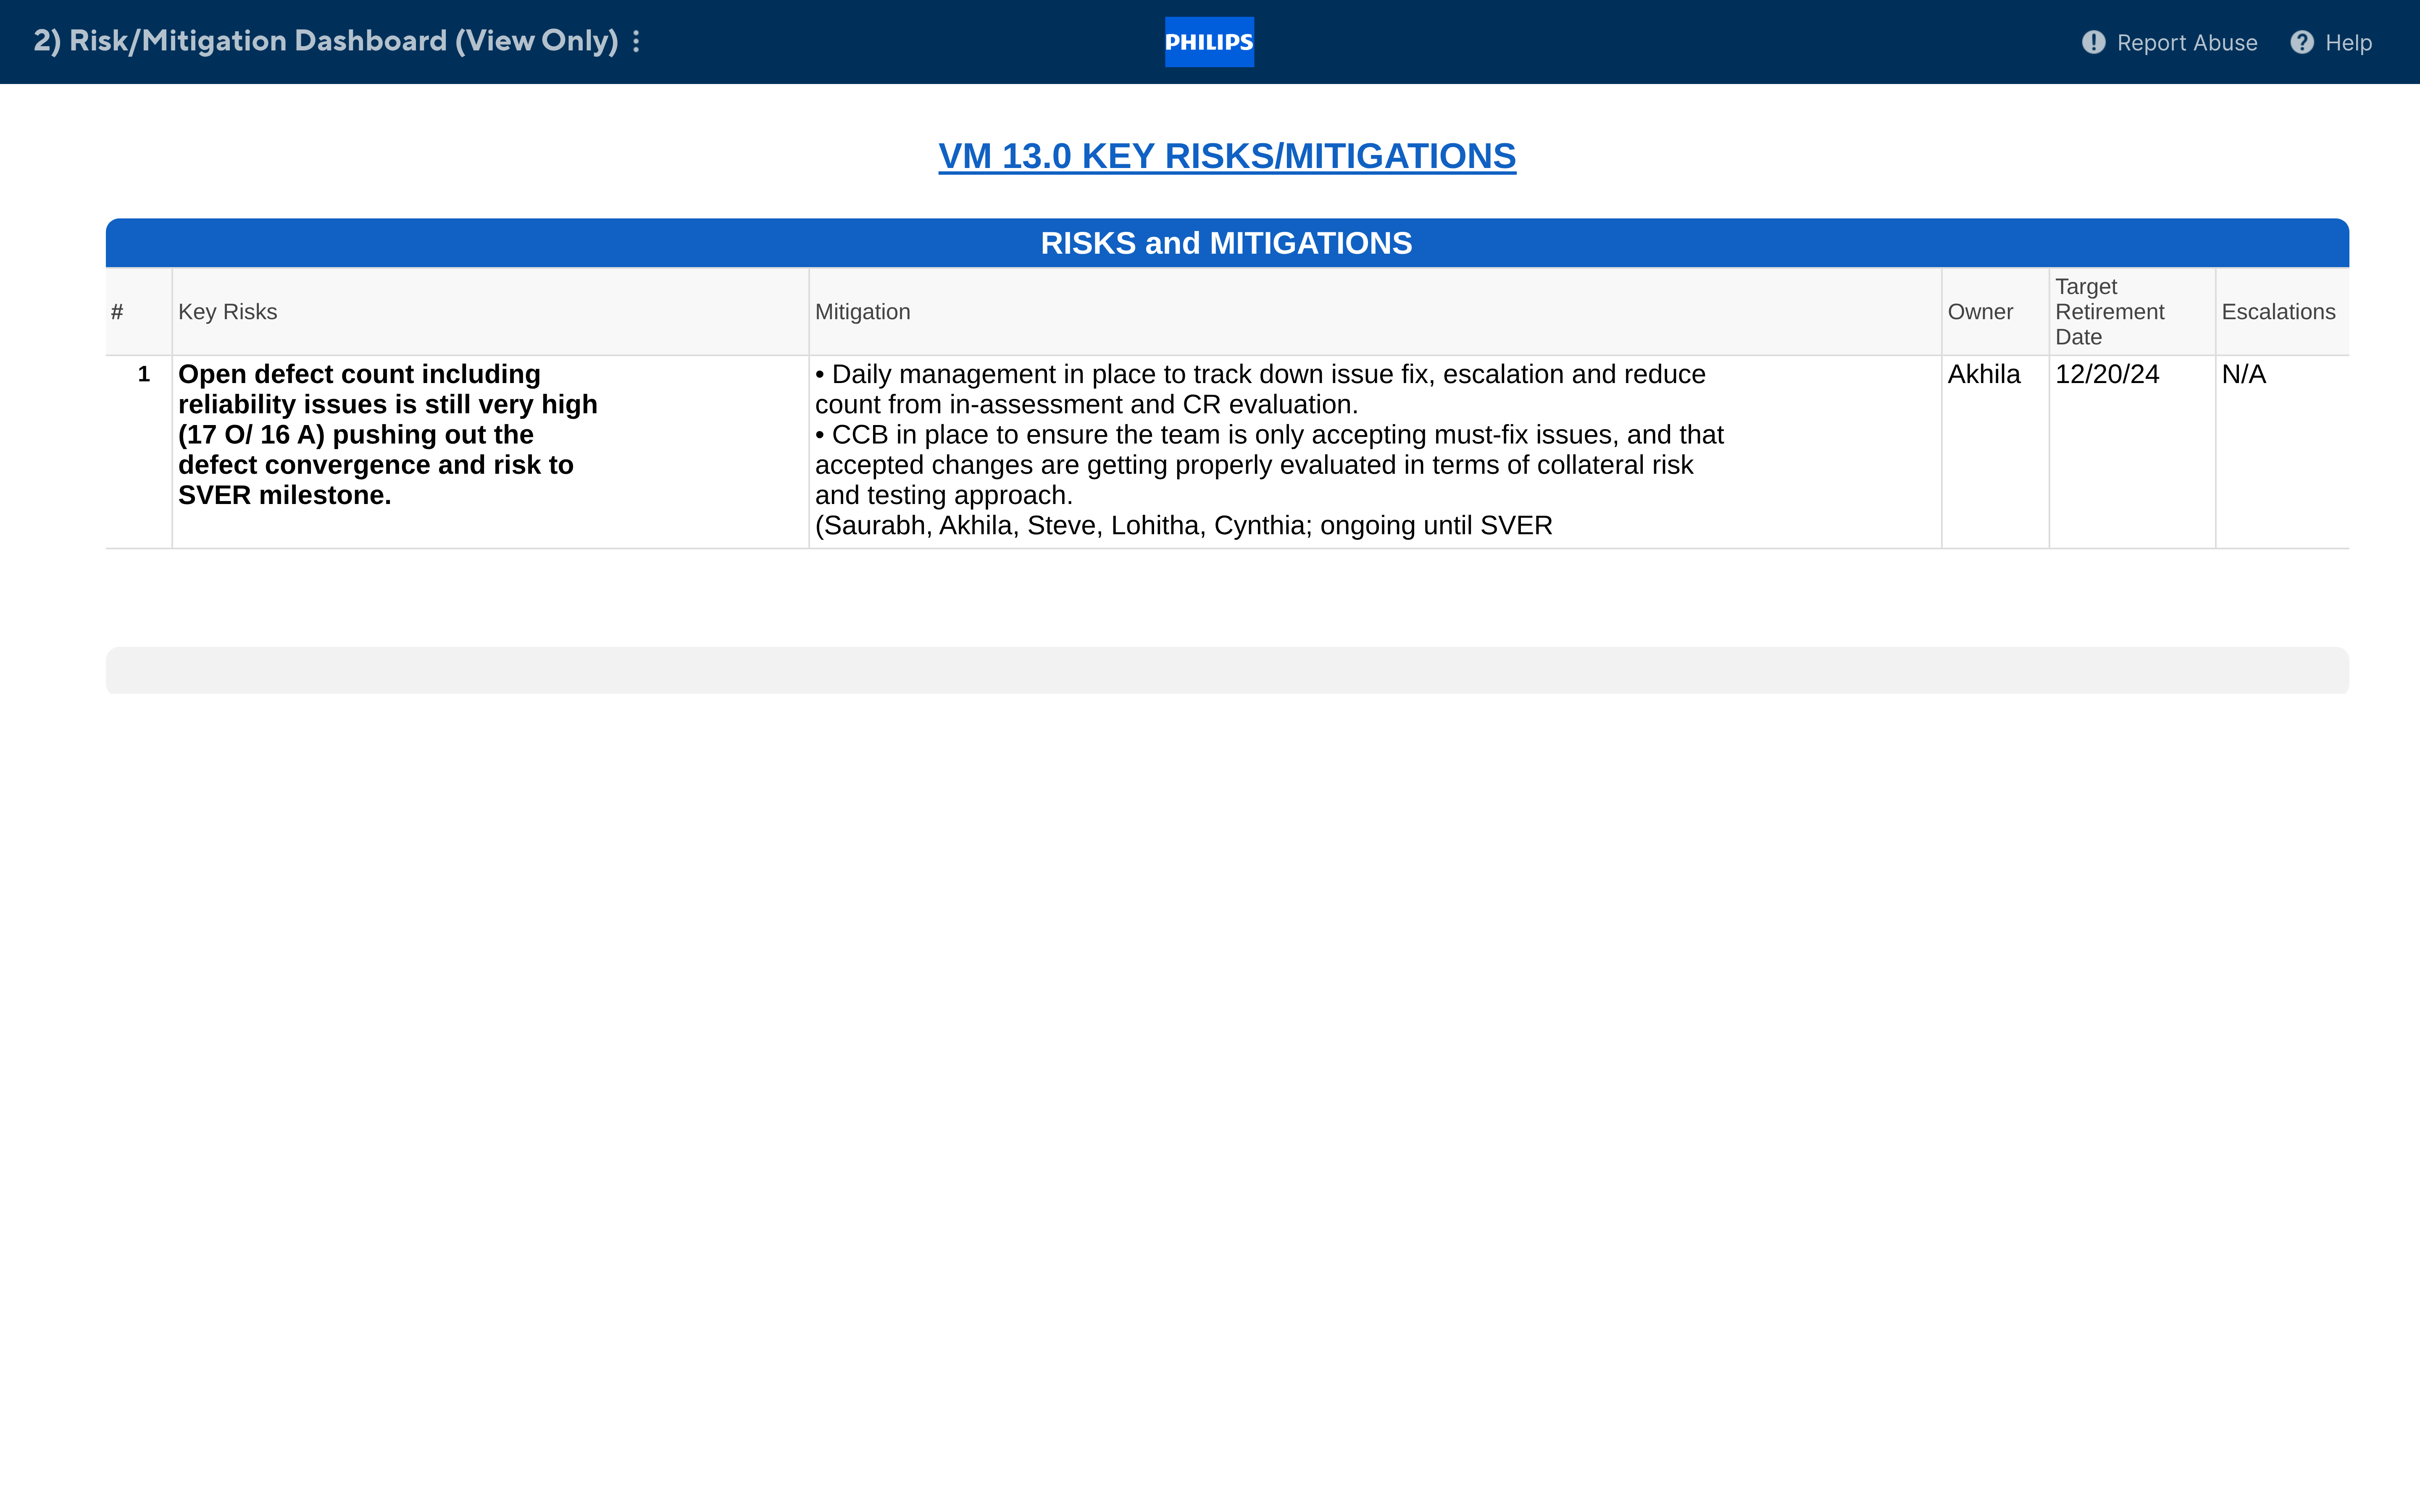 2) Risk/Mitigation Dashboard (View Only)
PHILIPS
Report Abuse
Help
VM 13.0 KEY RISKS/MITIGATIONS
RISKS and MITIGATIONS
#
Key Risks
Mitigation
Owner
Target
Retirement
Date
Escalations
1
Open defect count including
reliability issues is still very high
(17 O/ 16 A) pushing out the
defect convergence and risk to
SVER milestone.
• Daily management in place to track down issue fix, escalation and reduce
count from in-assessment and CR evaluation.
• CCB in place to ensure the team is only accepting must-fix issues, and that
accepted changes are getting properly evaluated in terms of collateral risk
and testing approach.
(Saurabh, Akhila, Steve, Lohitha, Cynthia; ongoing until SVER
Akhila
12/20/24
N/A